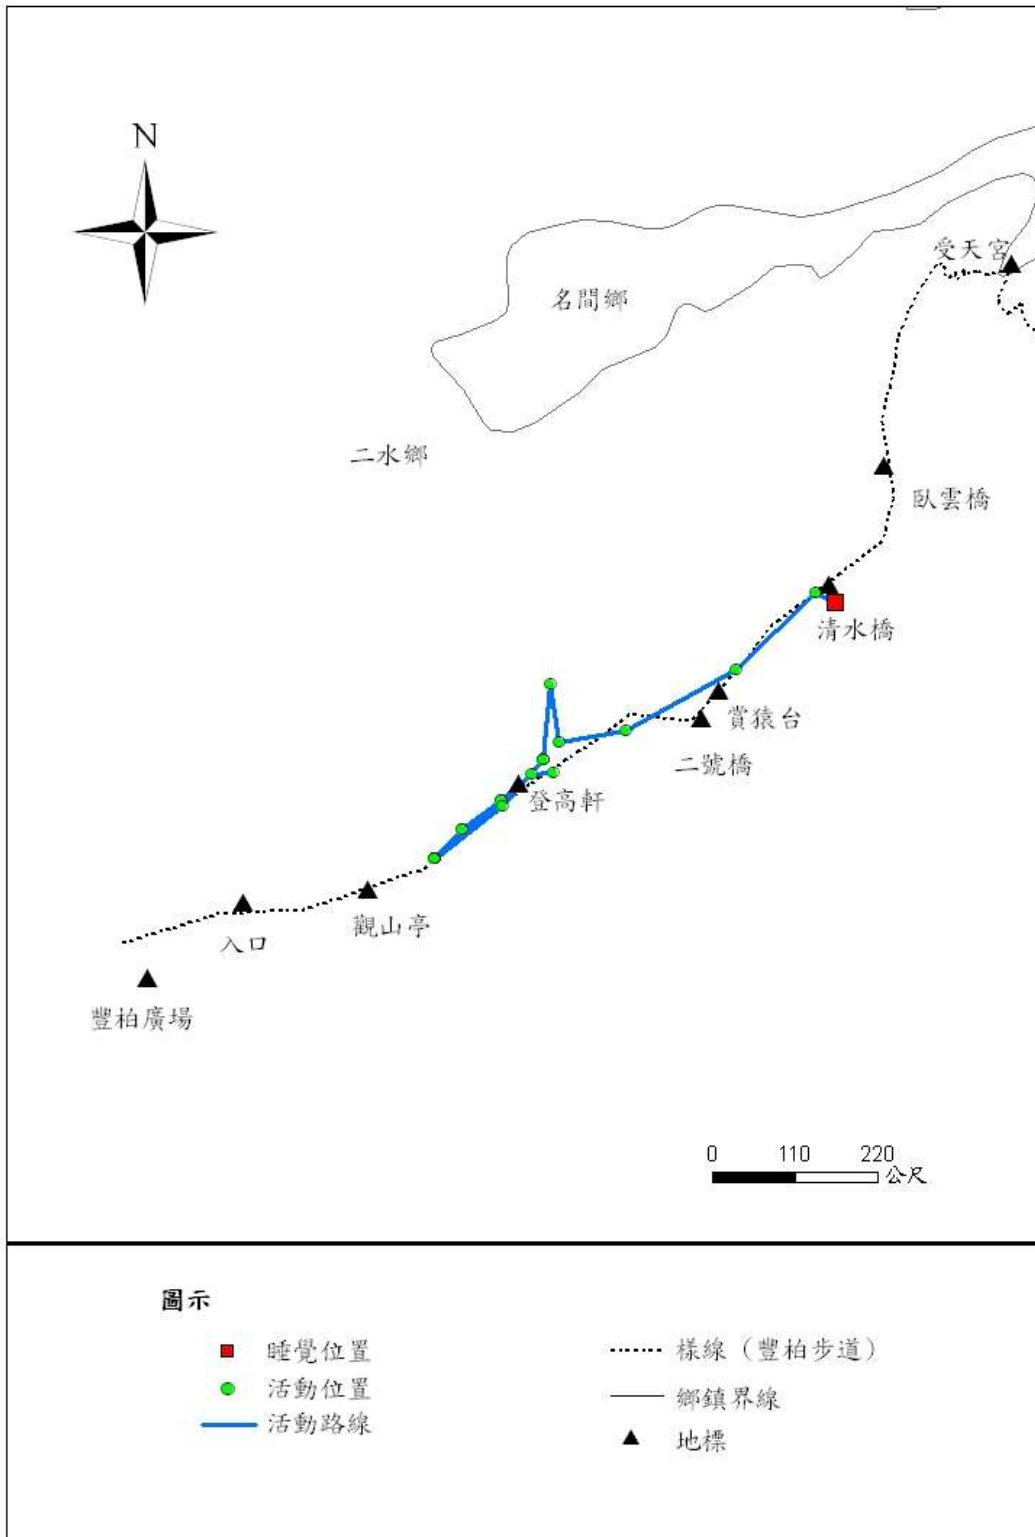 N
受天宮
名間鄉
二水鄉
臥雲橋
清水橋
賞猿台
二號橋
登高軒
觀山亭
入口
豐柏廣場
0 110 220
公尺
圖示
睡覺位置
活動位置
活動路線
樣線（豐柏步道）
鄉鎮界線
地標